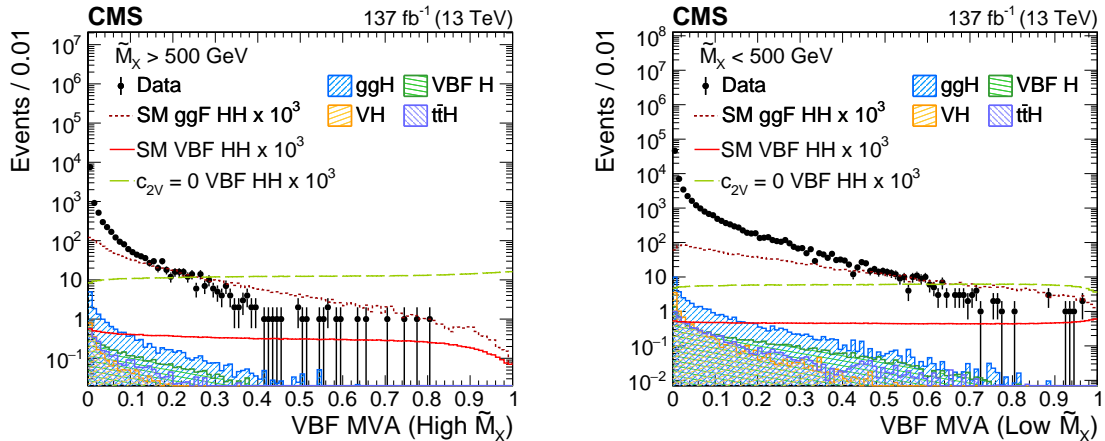 CMS 137 fb⁻¹ (13 TeV)
M̃_X > 500 GeV
Data
SM ggF HH x 10³
SM VBF HH x 10³
c_2V = 0 VBF HH x 10³
ggH VBF H
VH tt̄H
Events / 0.01
10⁷
10⁶
10⁵
10⁴
10³
10²
10
1
10⁻¹
0 0.1 0.2 0.3 0.4 0.5 0.6 0.7 0.8 0.9 1
VBF MVA (High M̃_X)
CMS 137 fb⁻¹ (13 TeV)
M̃_X < 500 GeV
Data
SM ggF HH x 10³
SM VBF HH x 10³
c_2V = 0 VBF HH x 10³
ggH VBF H
VH tt̄H
Events / 0.01
10⁸
10⁷
10⁶
10⁵
10⁴
10³
10²
10
1
10⁻¹
10⁻²
0 0.1 0.2 0.3 0.4 0.5 0.6 0.7 0.8 0.9 1
VBF MVA (Low M̃_X)